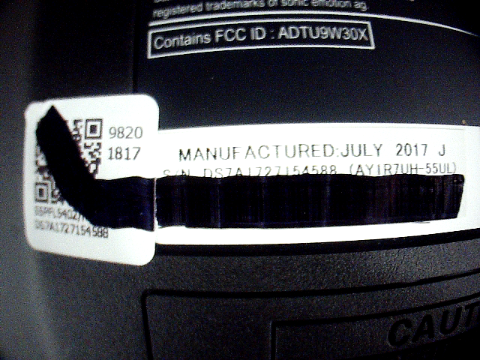 registered trademarks of sonic emotion ag.
Contains FCC ID : ADTU9W30X
9820
1817
MANUFACTURED:JULY 2017 J
S/N DS7A1727154588 (AY1R7UH-55UL)
DS7A1727154588
CAUT